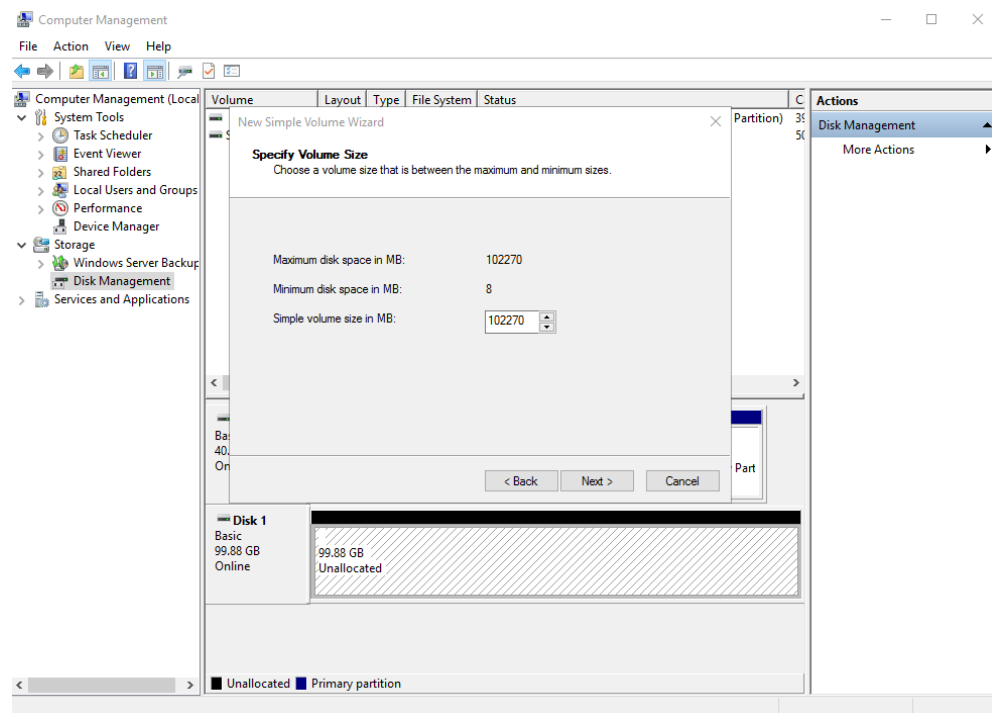 Computer Management
File Action View Help
Computer Management (Local
System Tools
Task Scheduler
Event Viewer
Shared Folders
Local Users and Groups
Performance
Device Manager
Storage
Windows Server Backup
Disk Management
Services and Applications
Volume Layout Type File System Status C
Partition) 39
S 50
New Simple Volume Wizard
Specify Volume Size
Choose a volume size that is between the maximum and minimum sizes.
Maximum disk space in MB: 102270
Minimum disk space in MB: 8
Simple volume size in MB: 102270
< Back Next > Cancel
Ba
40.
On
Part
Disk 1
Basic
99.88 GB
Online
99.88 GB
Unallocated
Unallocated Primary partition
Actions
Disk Management
More Actions